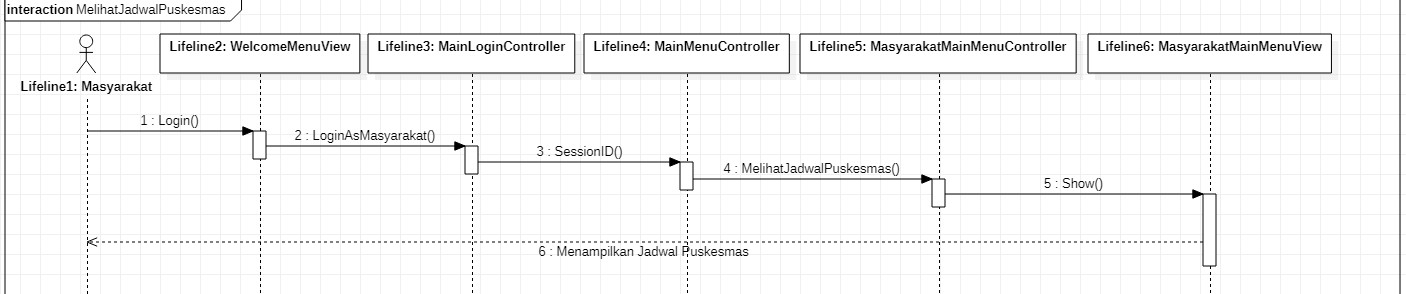 interaction MelihatJadwalPuskesmas
Lifeline1: Masyarakat
Lifeline2: WelcomeMenuView
Lifeline3: MainLoginController
Lifeline4: MainMenuController
Lifeline5: MasyarakatMainMenuController
Lifeline6: MasyarakatMainMenuView
1 : Login()
2 : LoginAsMasyarakat()
3 : SessionID()
4 : MelihatJadwalPuskesmas()
5 : Show()
6 : Menampilkan Jadwal Puskesmas